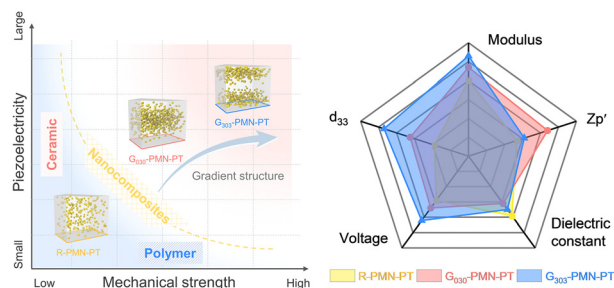 Large
Piezoelectricity
Small
Ceramic
Nanocomposites
R-PMN-PT
G₀₃₀-PMN-PT
G₃₀₃-PMN-PT
Gradient structure
Polymer
Low
Mechanical strength
High
Modulus
d₃₃
Zp′
Voltage
Dielectric
constant
R-PMN-PT
G₀₃₀-PMN-PT
G₃₀₃-PMN-PT